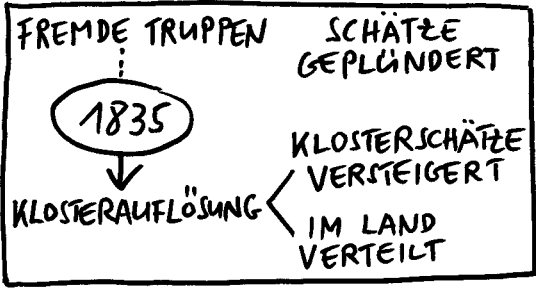 FREMDE TRUPPEN
SCHÄTZE
GEPLÜNDERT
1835
KLOSTERSCHÄTZE
VERSTEIGERT
KLOSTERAUFLÖSUNG
IM LAND
VERTEILT